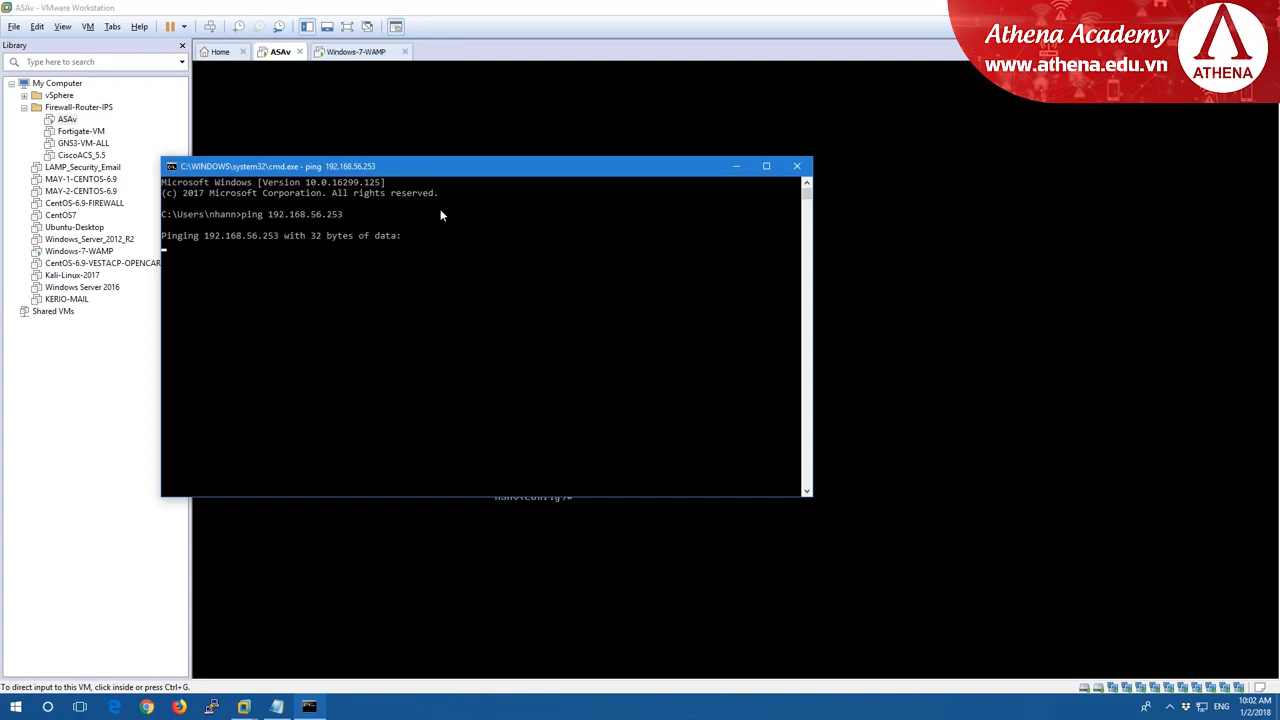 ASAv - VMware Workstation
File Edit View VM Tabs Help
Athena Academy
www.athena.edu.vn
ATHENA
Library
Type here to search
Home
ASAv
Windows-7-WAMP
My Computer
vSphere
Firewall-Router-IPS
ASAv
Fortigate-VM
GNS3-VM-ALL
CiscoACS_5.5
LAMP_Security_Email
MAY-1-CENTOS-6.9
MAY-2-CENTOS-6.9
CentOS-6.9-FIREWALL
CentOS7
Ubuntu-Desktop
Windows_Server_2012_R2
Windows-7-WAMP
CentOS-6.9-VESTACP-OPENCAR
Kali-Linux-2017
Windows Server 2016
KERIO-MAIL
Shared VMs
C:\WINDOWS\system32\cmd.exe - ping 192.168.56.253
Microsoft Windows [Version 10.0.16299.125]
(c) 2017 Microsoft Corporation. All rights reserved.
C:\Users\nhann>ping 192.168.56.253
Pinging 192.168.56.253 with 32 bytes of data:
To direct input to this VM, click inside or press Ctrl+G.
ENG
10:02 AM
1/2/2018